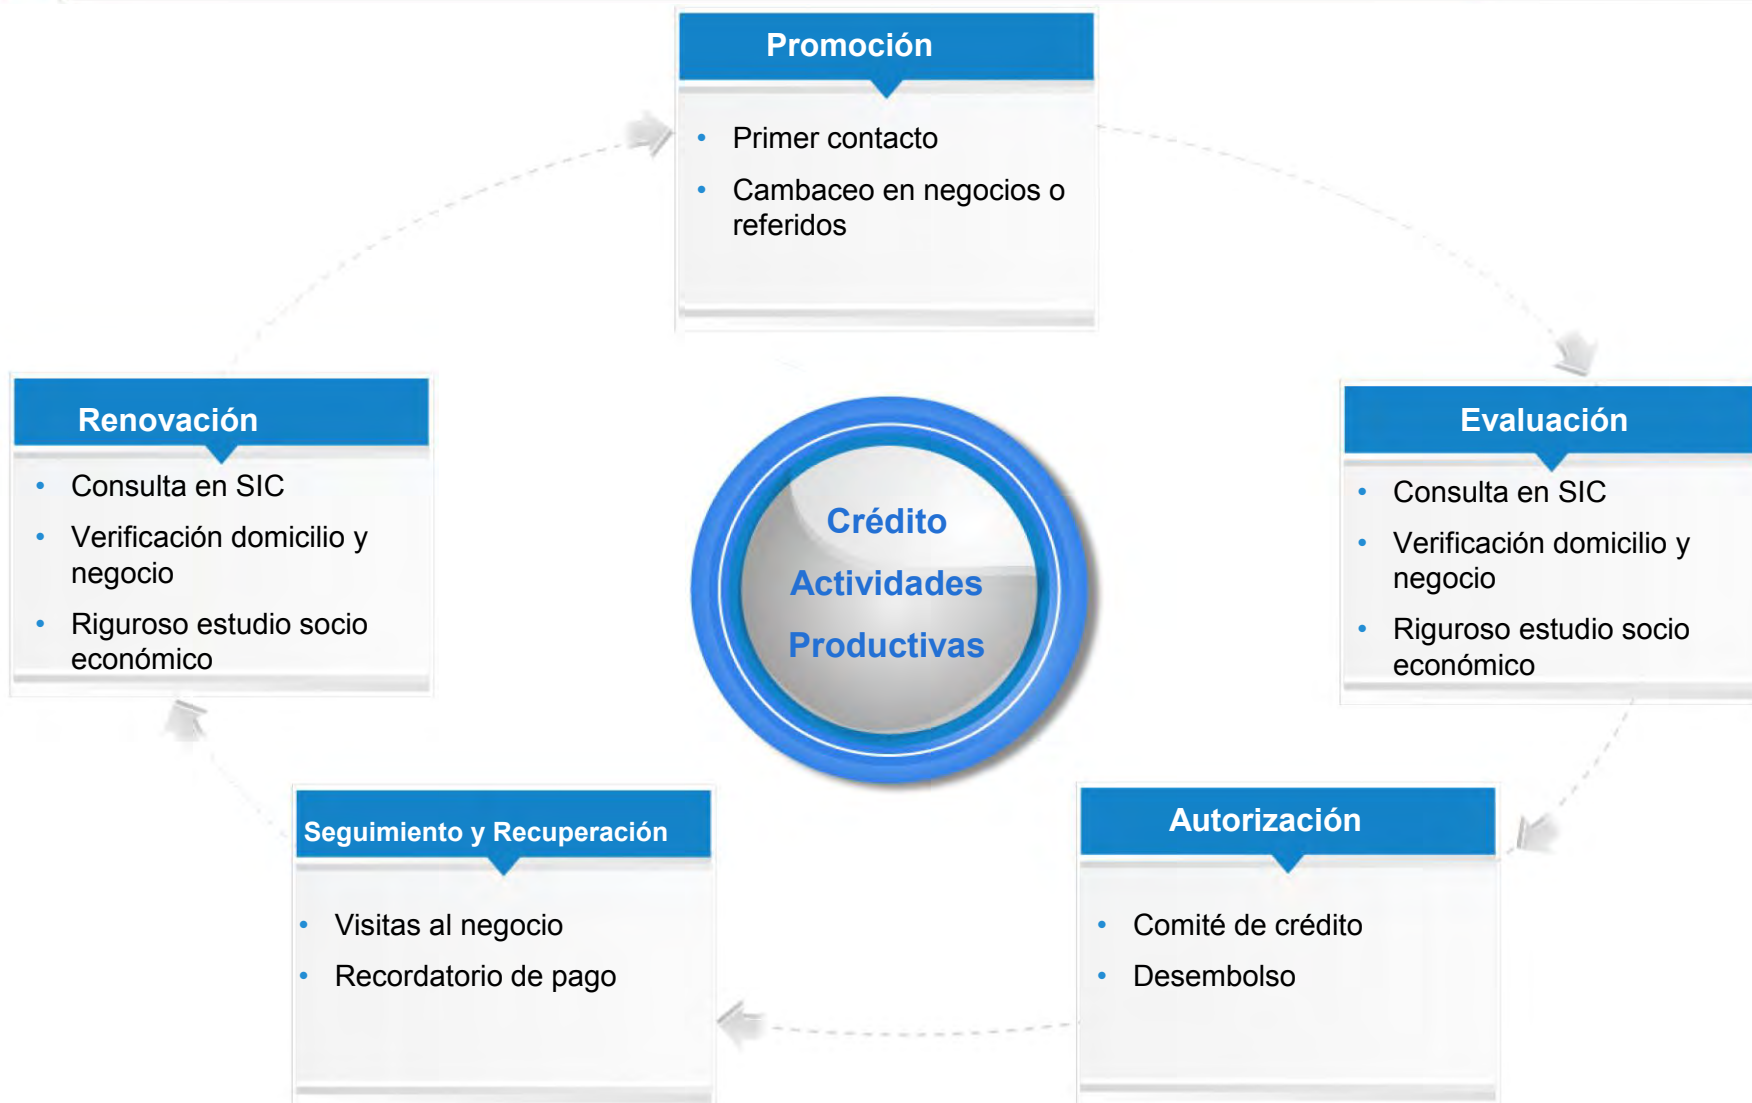 Promoción
• Primer contacto
• Cambaceo en negocios o
referidos
Renovación
• Consulta en SIC
• Verificación domicilio y
negocio
• Riguroso estudio socio
económico
Crédito
Actividades
Productivas
Evaluación
• Consulta en SIC
• Verificación domicilio y
negocio
• Riguroso estudio socio
económico
Seguimiento y Recuperación
• Visitas al negocio
• Recordatorio de pago
Autorización
• Comité de crédito
• Desembolso